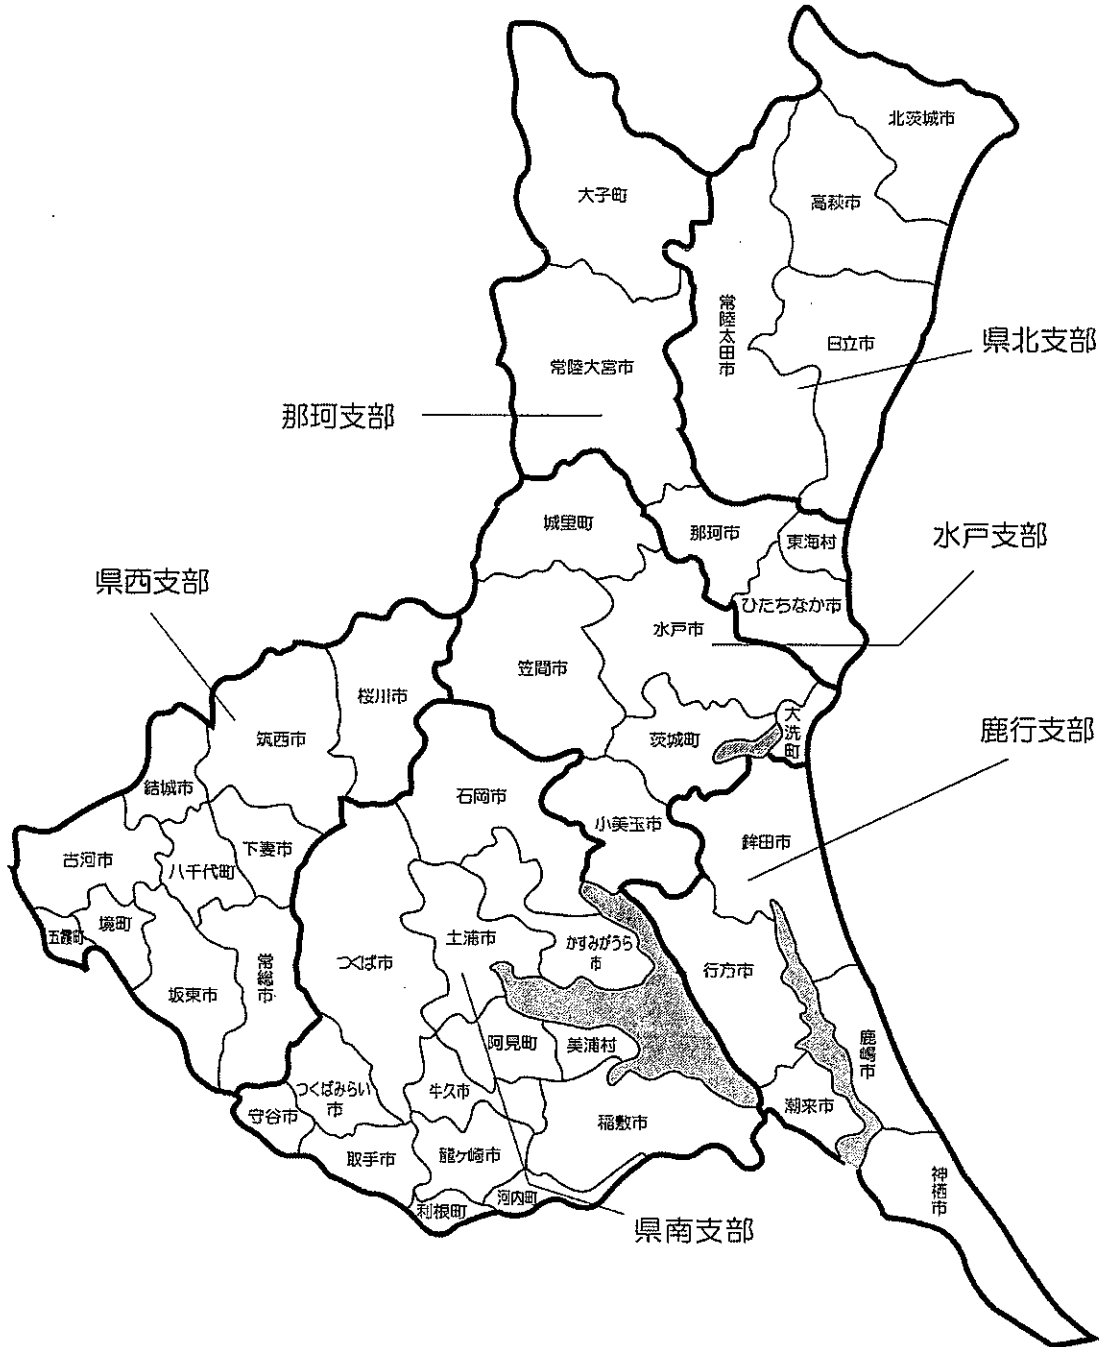 北茨城市
大子町
高萩市
常陸太田市
日立市
県北支部
常陸大宮市
那珂支部
城里町
那珂市
東海村
水戸支部
県西支部
ひたちなか市
水戸市
笠間市
桜川市
大洗町
鹿行支部
筑西市
茨城町
結城市
石岡市
小美玉市
鉾田市
下妻市
古河市
八千代町
境町
五霞町
土浦市
かすみがうら
市
つくば市
常総市
行方市
坂東市
阿見町
美浦村
鹿嶋市
つくばみらい
市
牛久市
潮来市
守谷市
稲敷市
取手市
龍ヶ崎市
神栖市
河内町
利根町
県南支部